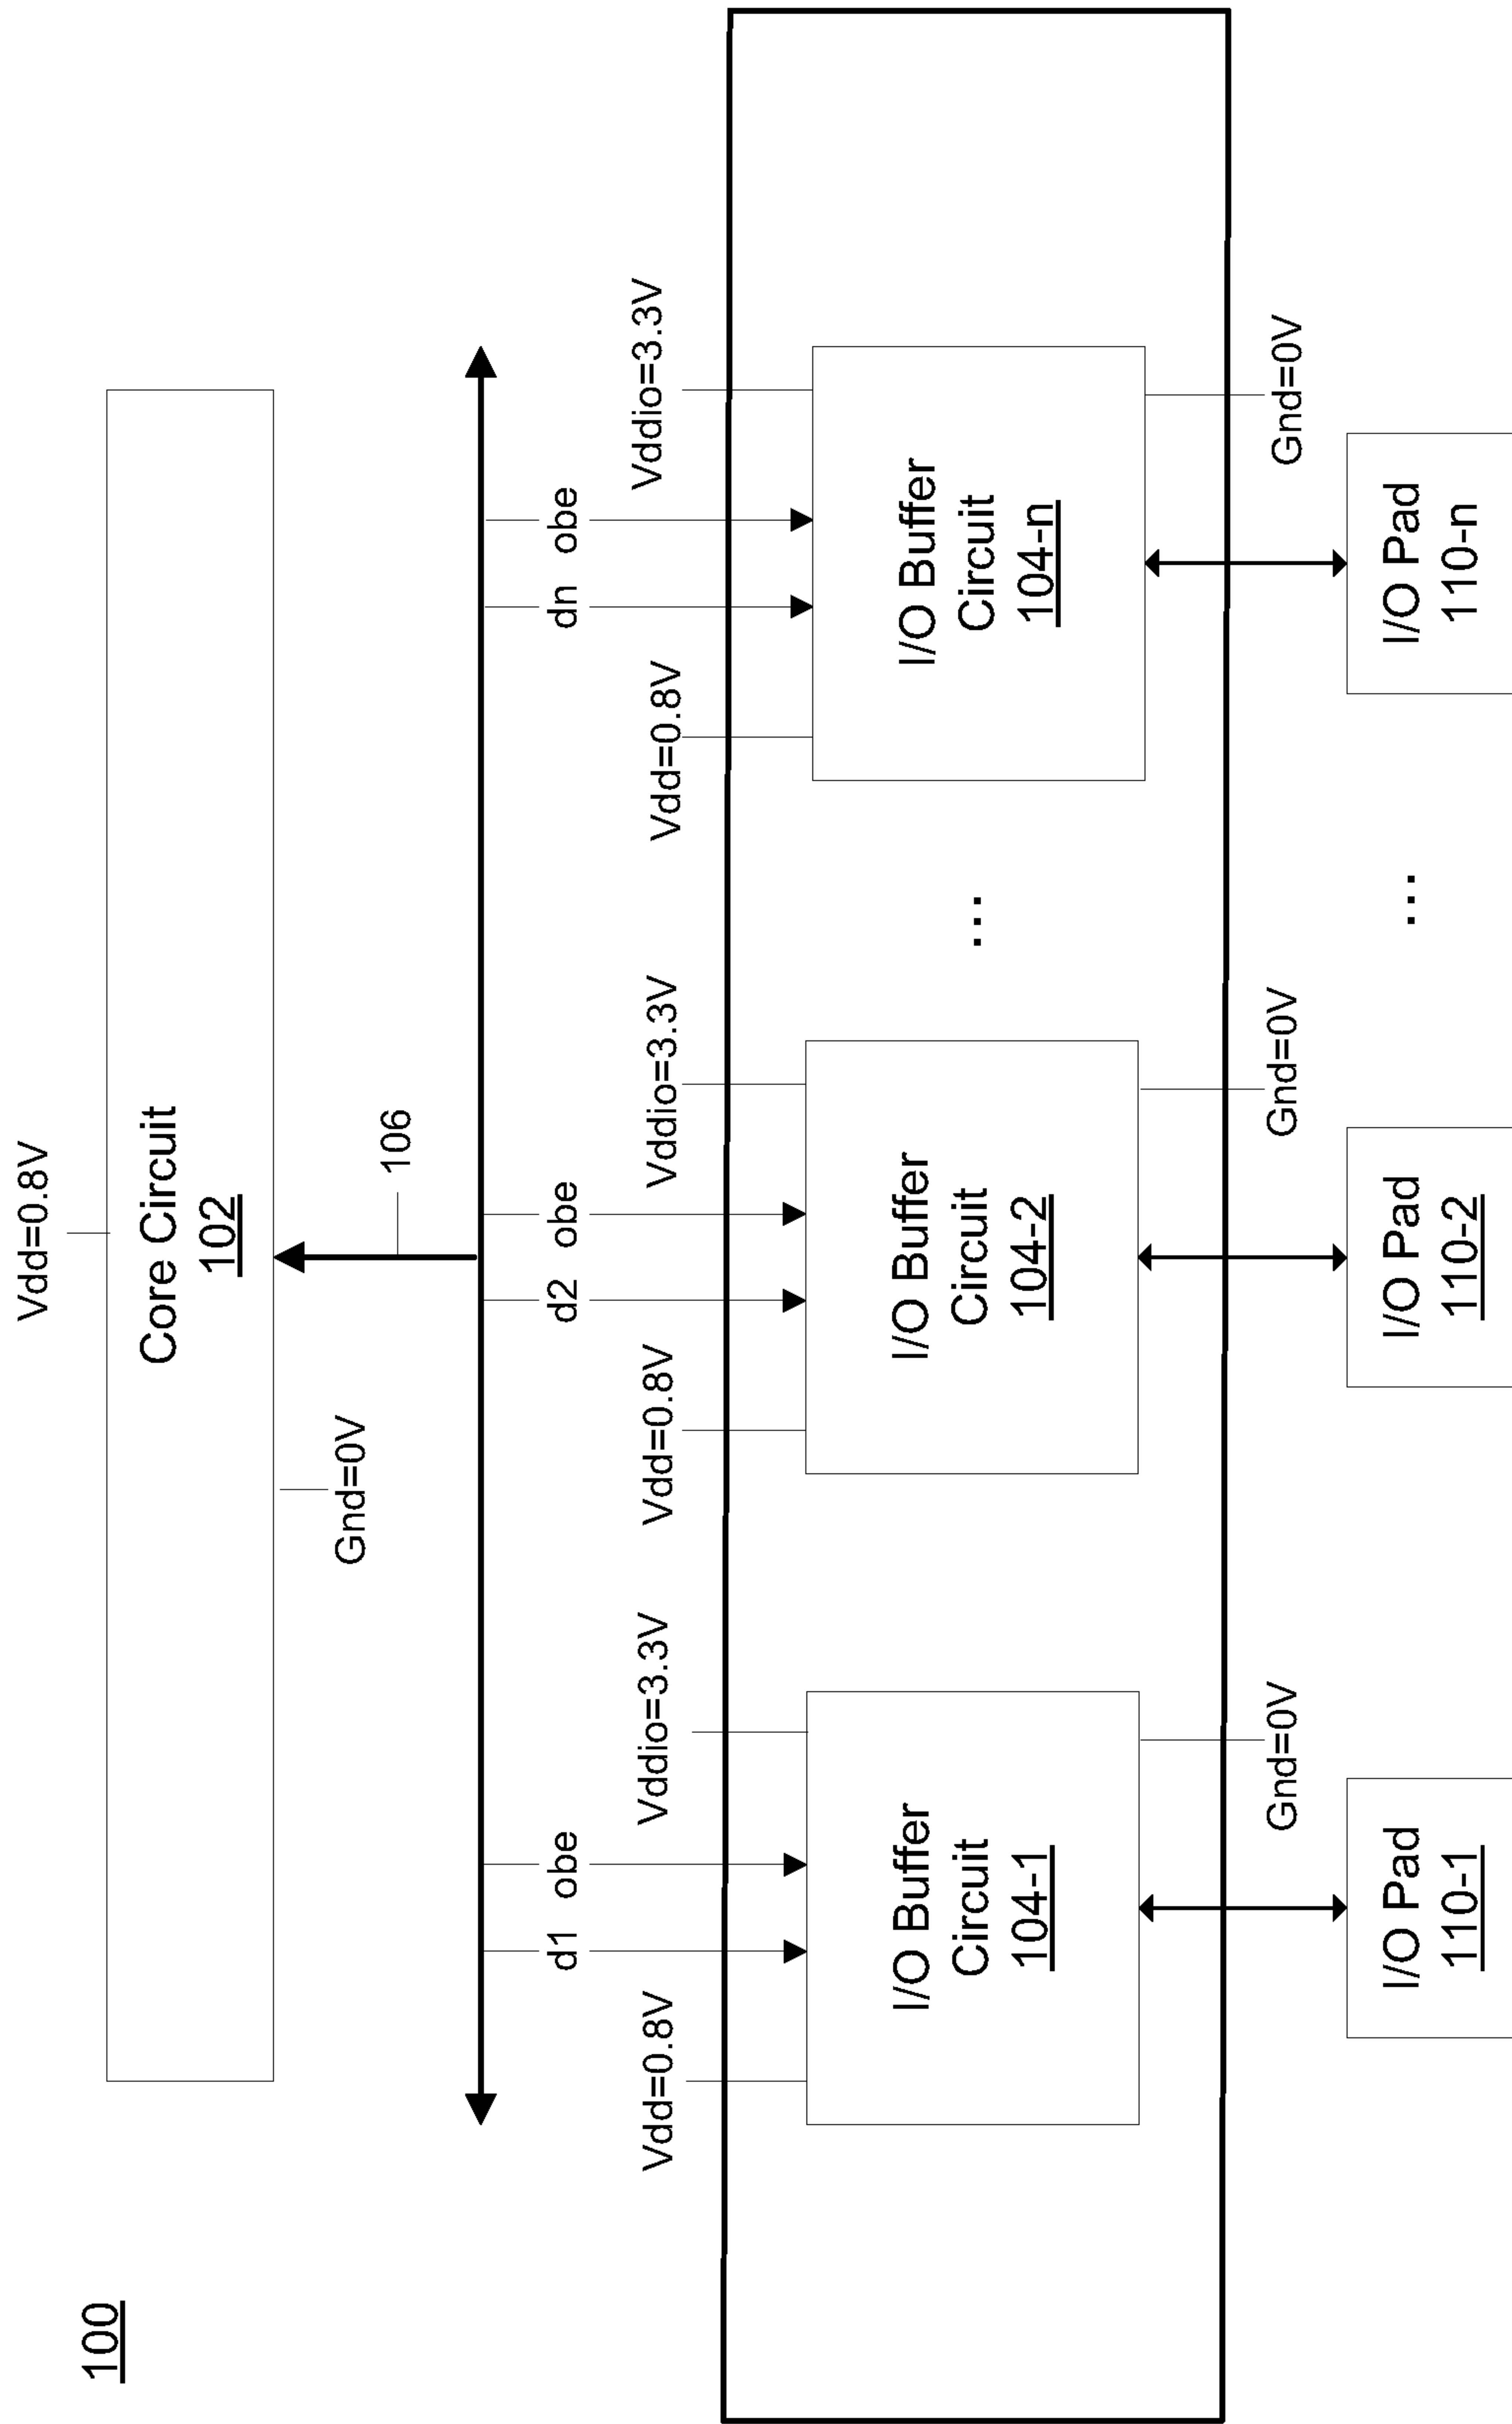 100
Vdd=0.8V
Core Circuit
102
Gnd=0V
106
d1 obe
d2 obe
dn obe
Vdd=0.8V
Vddio=3.3V
Vdd=0.8V
Vddio=3.3V
Vdd=0.8V
Vddio=3.3V
I/O Buffer
Circuit
104-1
I/O Buffer
Circuit
104-2
...
I/O Buffer
Circuit
104-n
Gnd=0V
Gnd=0V
Gnd=0V
I/O Pad
110-1
I/O Pad
110-2
...
I/O Pad
110-n